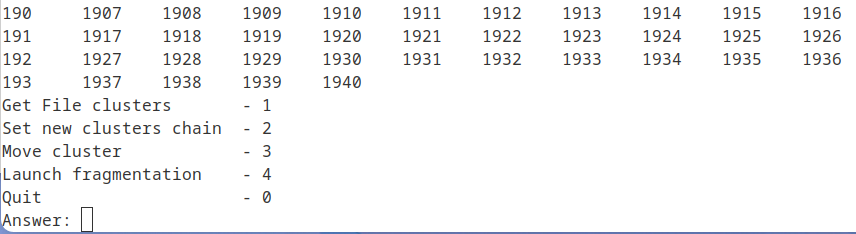 190     1907    1908    1909    1910    1911    1912    1913    1914    1915    1916
191     1917    1918    1919    1920    1921    1922    1923    1924    1925    1926
192     1927    1928    1929    1930    1931    1932    1933    1934    1935    1936
193     1937    1938    1939    1940
Get File clusters       - 1
Set new clusters chain  - 2
Move cluster            - 3
Launch fragmentation    - 4
Quit                    - 0
Answer: